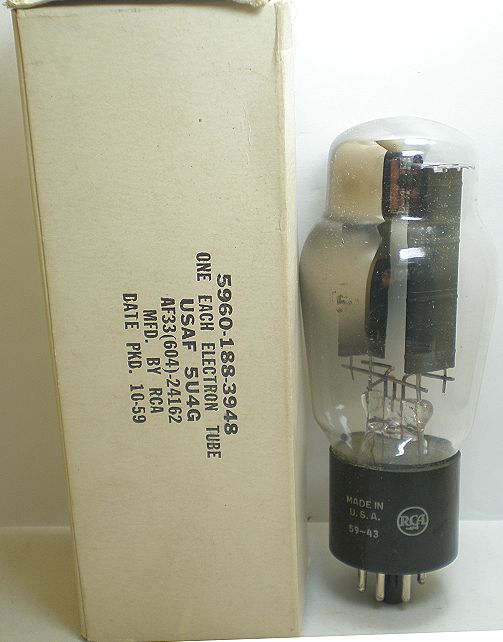 5960-188-3948
ONE EACH ELECTRON TUBE
USAF 5U4G
AF33(604)-24162
MFD. BY RCA
DATE PKD. 10-59
MADE IN
U.S.A.
RCA
59-43